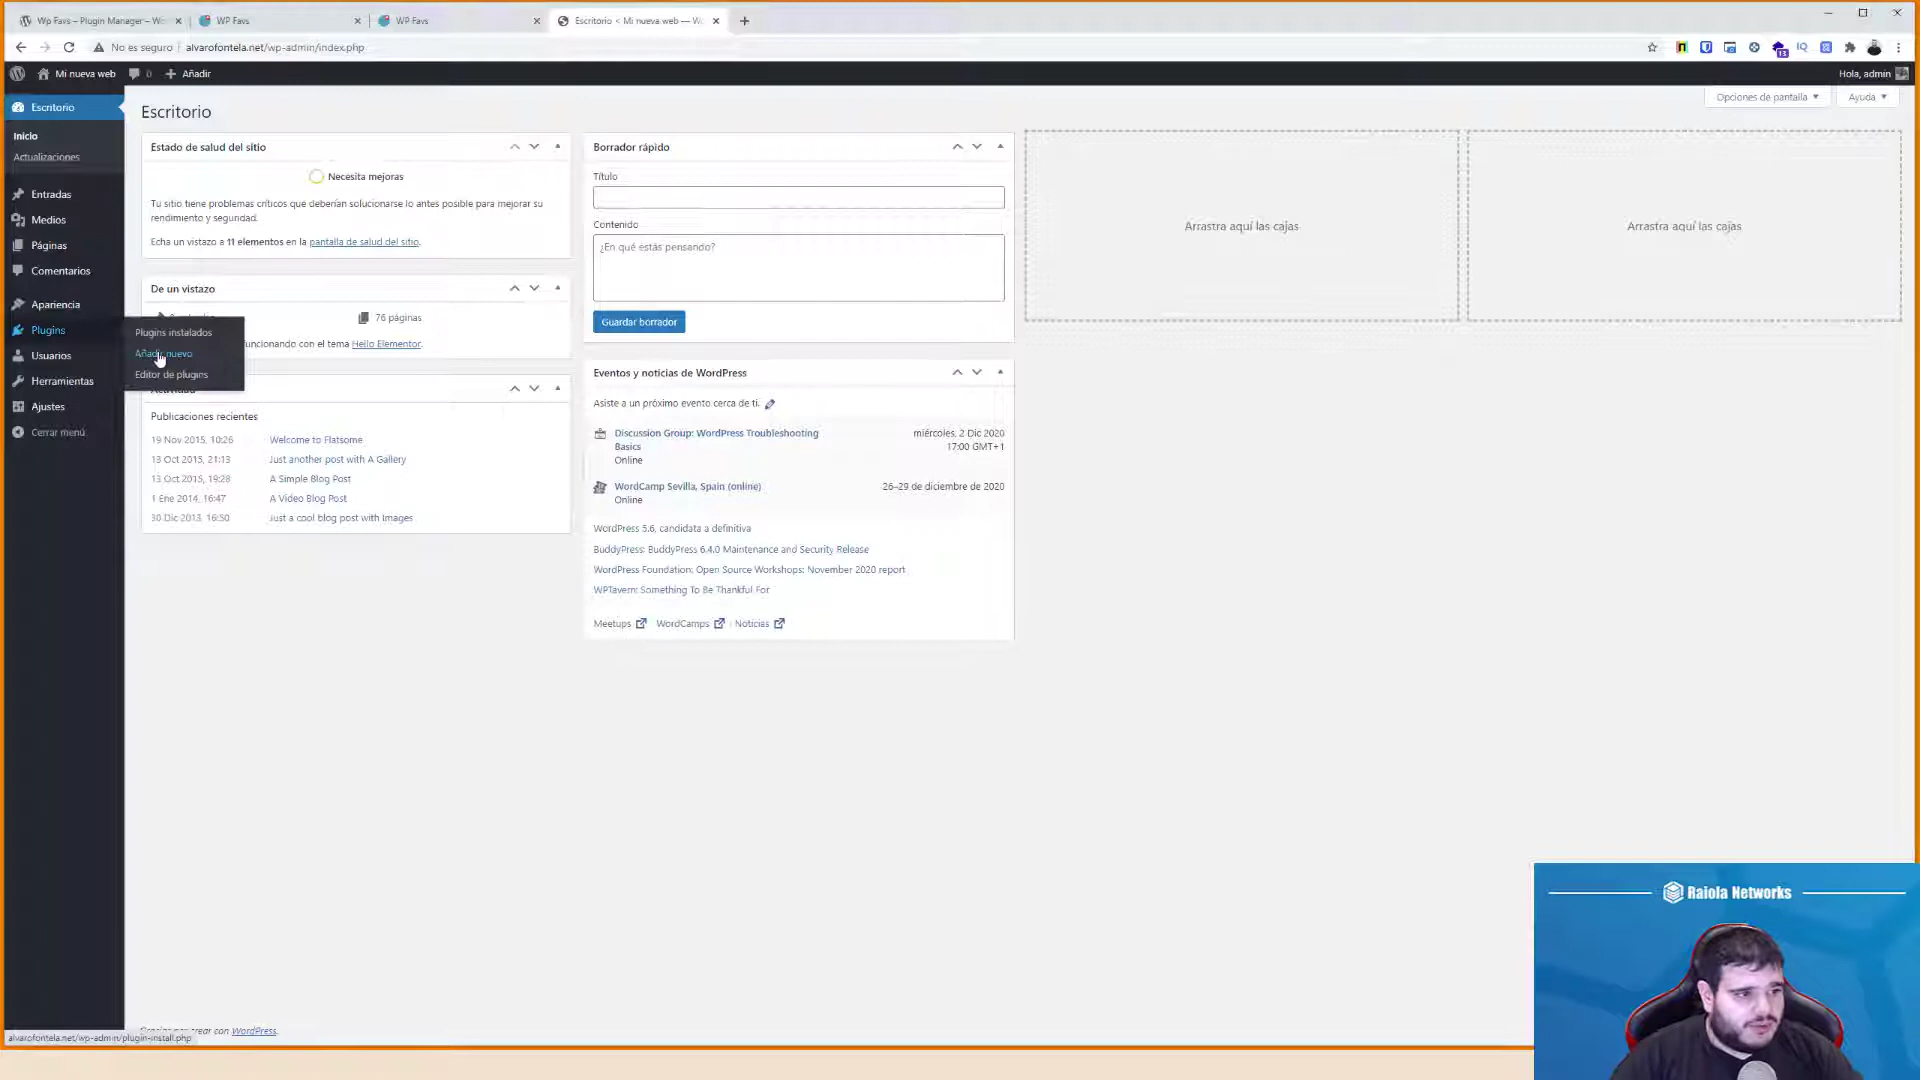 Wp Favs – Plugin Manager – Wo
WP Favs
WP Favs
Escritorio < Mi nueva web — Wo
No es seguro
alvarofontela.net/wp-admin/index.php
13
IQ
Mi nueva web
0
Añadir
Hola, admin
Opciones de pantalla
Ayuda
Escritorio
Inicio
Actualizaciones
Entradas
Medios
Páginas
Comentarios
Apariencia
Plugins
Usuarios
Herramientas
Ajustes
Cerrar menú
Plugins instalados
Añadir nuevo
Editor de plugins
Escritorio
Estado de salud del sitio
Necesita mejoras
Tu sitio tiene problemas críticos que deberían solucionarse lo antes posible para mejorar su
rendimiento y seguridad.
Echa un vistazo a 11 elementos en la pantalla de salud del sitio.
De un vistazo
76 páginas
funcionando con el tema Hello Elementor.
Publicaciones recientes
19 Nov 2015, 10:26 Welcome to Flatsome
13 Oct 2015, 21:13 Just another post with A Gallery
13 Oct 2015, 19:28 A Simple Blog Post
1 Ene 2014, 16:47 A Video Blog Post
30 Dic 2013, 16:50 Just a cool blog post with Images
Borrador rápido
Título
Contenido
¿En qué estás pensando?
Guardar borrador
Eventos y noticias de WordPress
Asiste a un próximo evento cerca de ti.
Discussion Group: WordPress Troubleshooting
Basics
Online
miércoles, 2 Dic 2020
17:00 GMT+1
WordCamp Sevilla, Spain (online)
Online
26–29 de diciembre de 2020
WordPress 5.6, candidata a definitiva
BuddyPress: BuddyPress 6.4.0 Maintenance and Security Release
WordPress Foundation: Open Source Workshops: November 2020 report
WPTavern: Something To Be Thankful For
Meetups | WordCamps | Noticias
Arrastra aquí las cajas
Arrastra aquí las cajas
Gracias por crear con WordPress.
alvarofontela.net/wp-admin/plugin-install.php
Raiola Networks